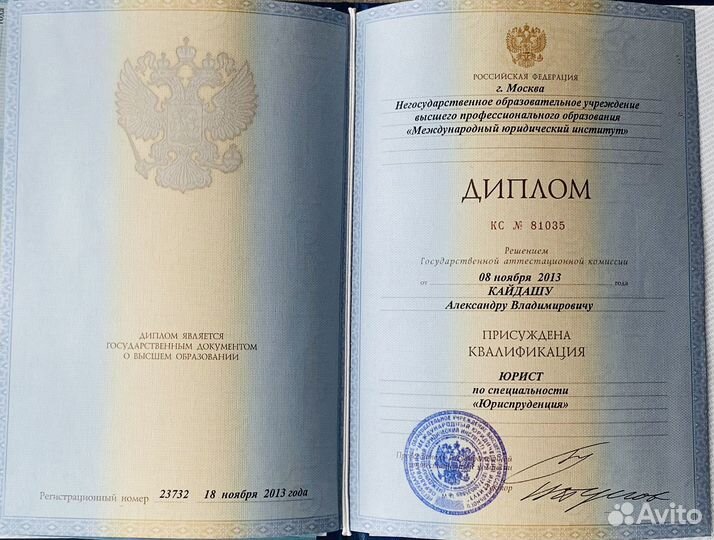 ДИПЛОМ ЯВЛЯЕТСЯ
ГОСУДАРСТВЕННЫМ ДОКУМЕНТОМ
О ВЫСШЕМ ОБРАЗОВАНИИ
Регистрационный номер 23732 18 ноября 2013 года
РОССИЙСКАЯ ФЕДЕРАЦИЯ
г. Москва
Негосударственное образовательное учреждение
высшего профессионального образования
«Международный юридический институт»
ДИПЛОМ
КС № 81035
Решением
Государственной аттестационной комиссии
от 08 ноября 2013 года
КАЙДАШУ
Александру Владимировичу
ПРИСУЖДЕНА
КВАЛИФИКАЦИЯ
ЮРИСТ
по специальности
«Юриспруденция»
Avito